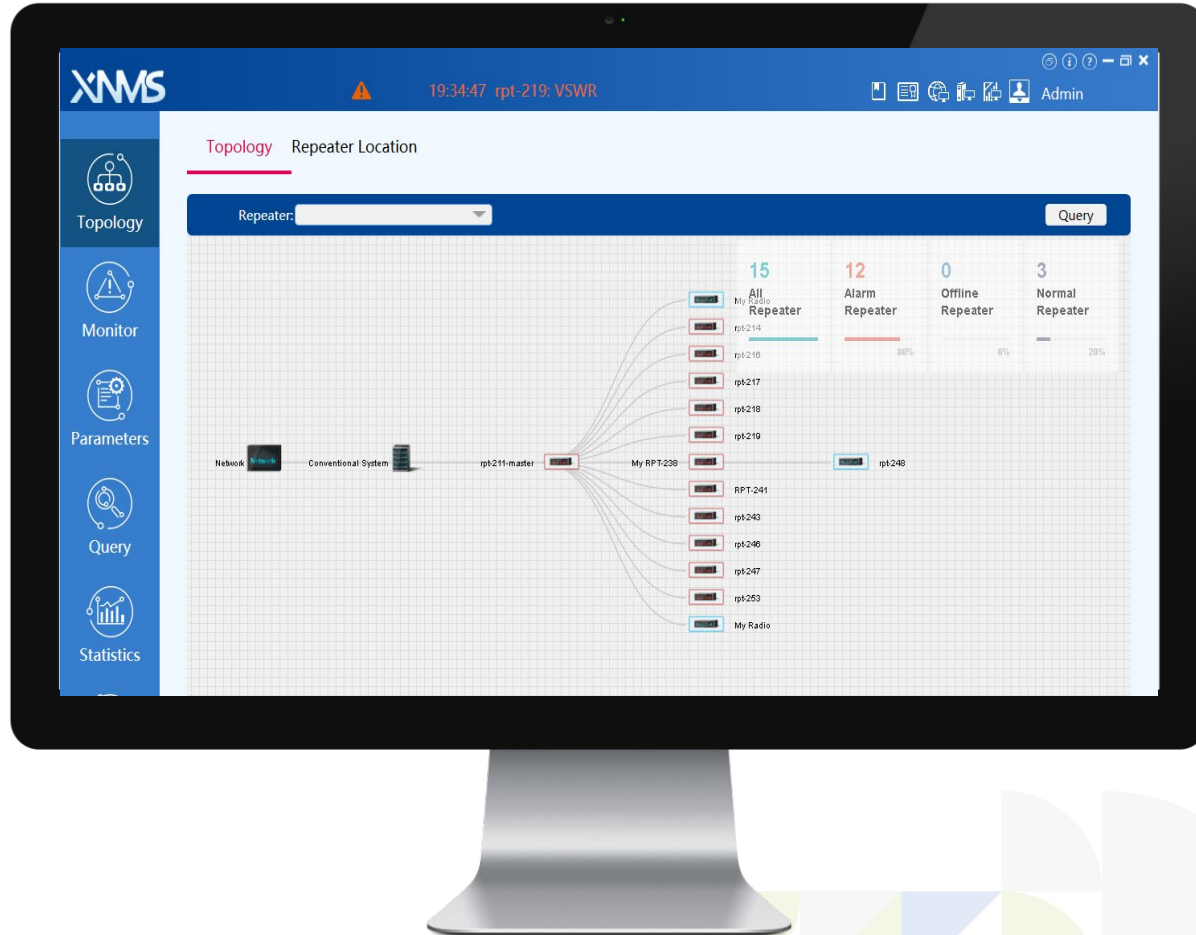 XNMS
19:34:47 rpt-219: VSWR
Admin
Topology Repeater Location
Topology
Monitor
Parameters
Query
Statistics
Repeater:
Query
15
All
Repeater
12
Alarm
Repeater
80%
0
Offline
Repeater
0%
3
Normal
Repeater
20%
Network
Network
Conventional System
rpt-211-master
My Radio
rpt-214
rpt-216
rpt-217
rpt-218
rpt-219
My RPT-238
rpt-248
RPT-241
rpt-243
rpt-246
rpt-247
rpt-253
My Radio